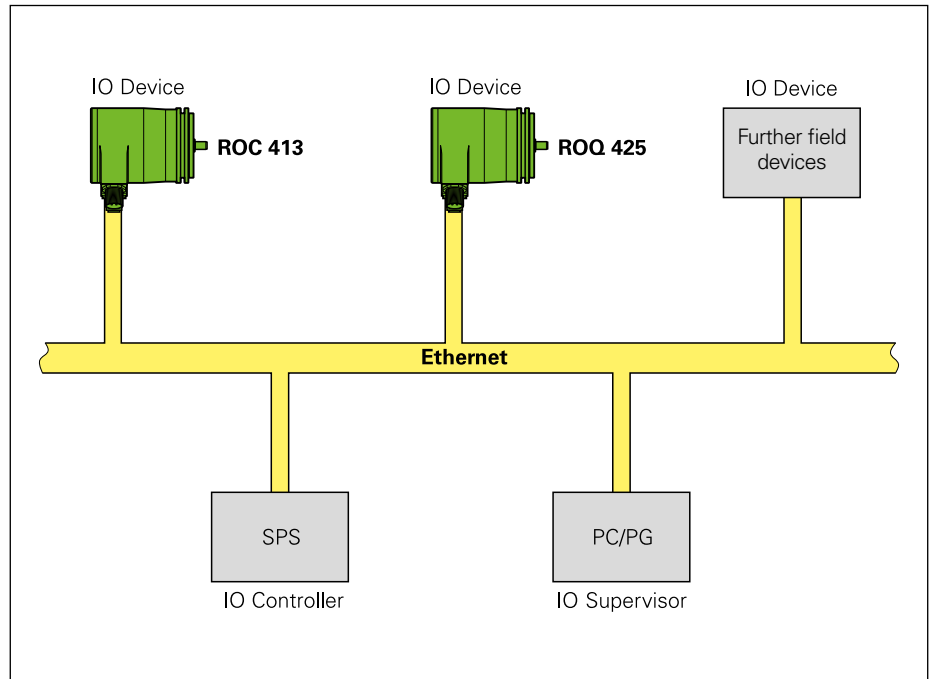 IO Device
IO Device
IO Device
ROC 413
ROQ 425
Further field
devices
Ethernet
SPS
PC/PG
IO Controller
IO Supervisor